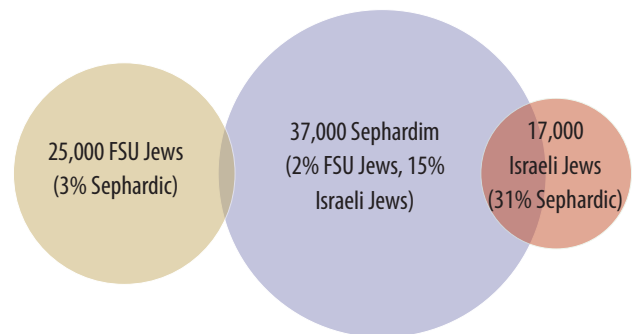 25,000 FSU Jews
(3% Sephardic)
37,000 Sephardim
(2% FSU Jews, 15%
Israeli Jews)
17,000
Israeli Jews
(31% Sephardic)